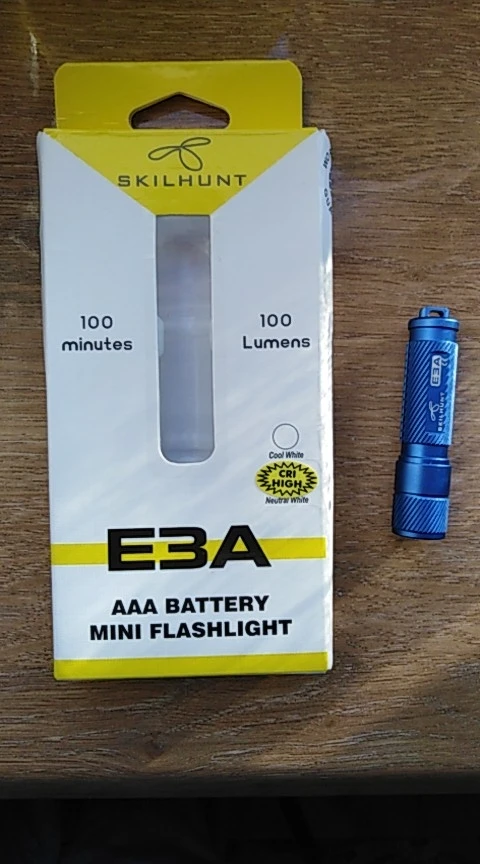 SKILHUNT
100
minutes
100
Lumens
Cool White
CRI
HIGH
Neutral White
E3A
AAA BATTERY
MINI FLASHLIGHT
E3A
SKILHUNT